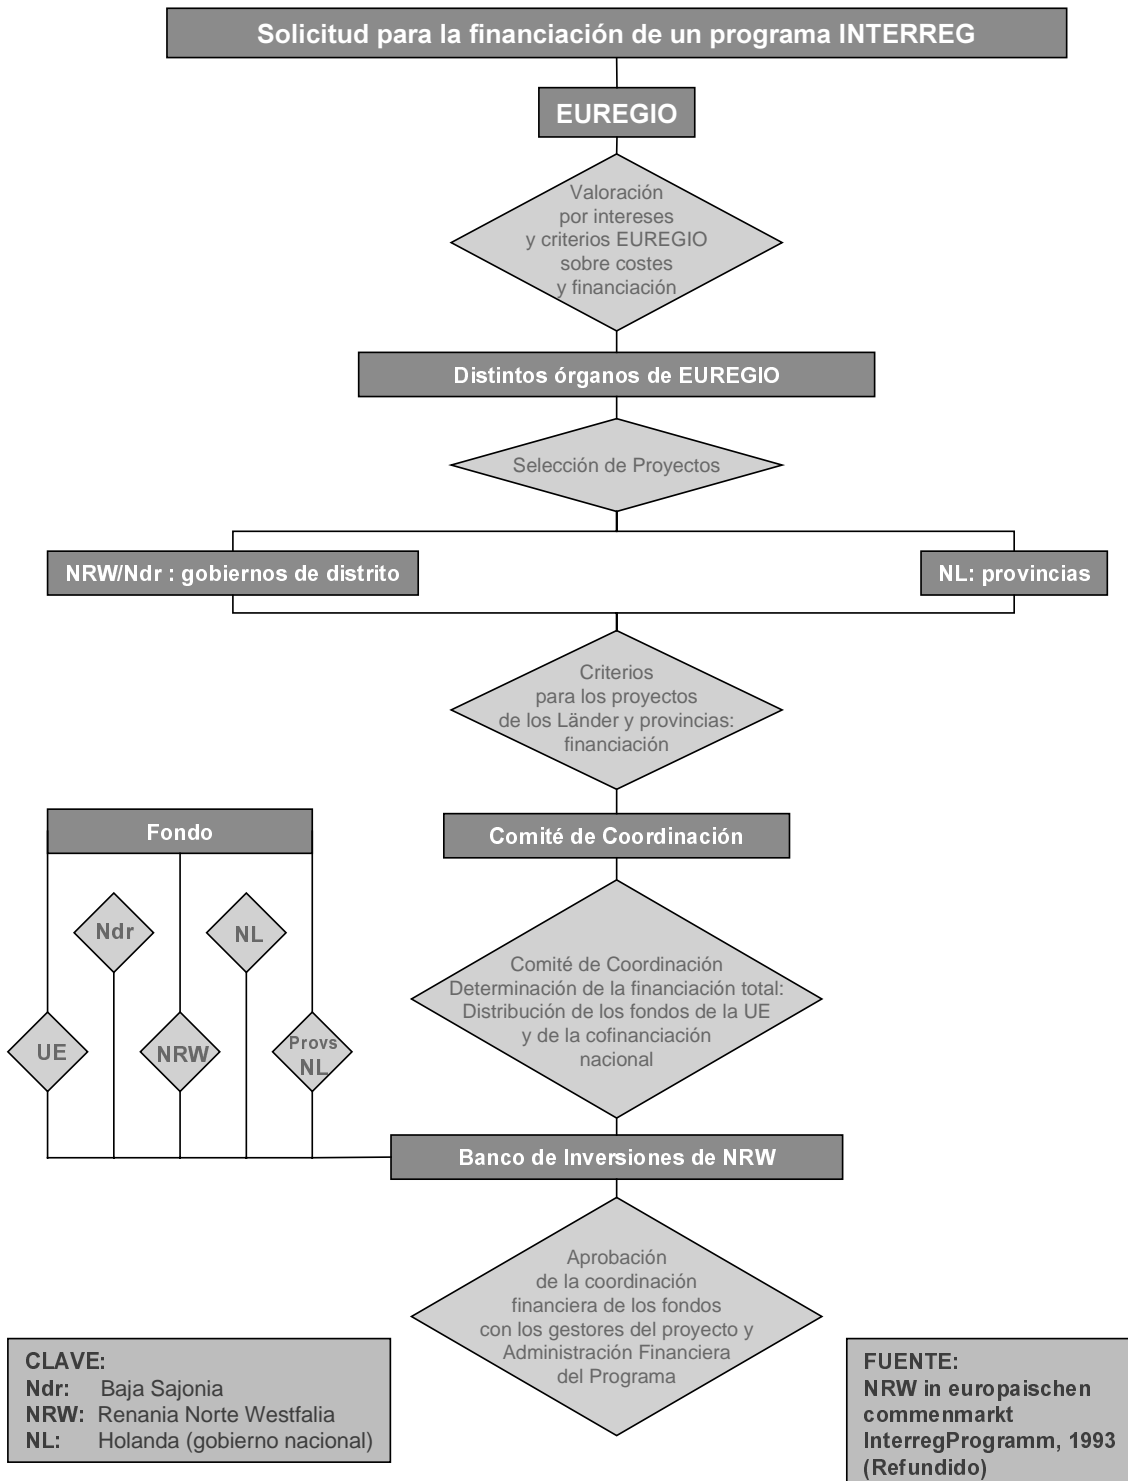 Solicitud para la financiación de un programa INTERREG
EUREGIO
Valoración
por intereses
y criterios EUREGIO
sobre costes
y financiación
Distintos órganos de EUREGIO
Selección de Proyectos
NRW/Ndr : gobiernos de distrito
NL: provincias
Criterios
para los proyectos
de los Länder y provincias:
financiación
Fondo
Comité de Coordinación
Ndr
NL
UE
NRW
Provs
NL
Comité de Coordinación
Determinación de la financiación total:
Distribución de los fondos de la UE
y de la cofinanciación
nacional
Banco de Inversiones de NRW
Aprobación
de la coordinación
financiera de los fondos
con los gestores del proyecto y
Administración Financiera
del Programa
CLAVE:
Ndr: Baja Sajonia
NRW: Renania Norte Westfalia
NL: Holanda (gobierno nacional)
FUENTE:
NRW in europaischen
commenmarkt
InterregProgramm, 1993
(Refundido)